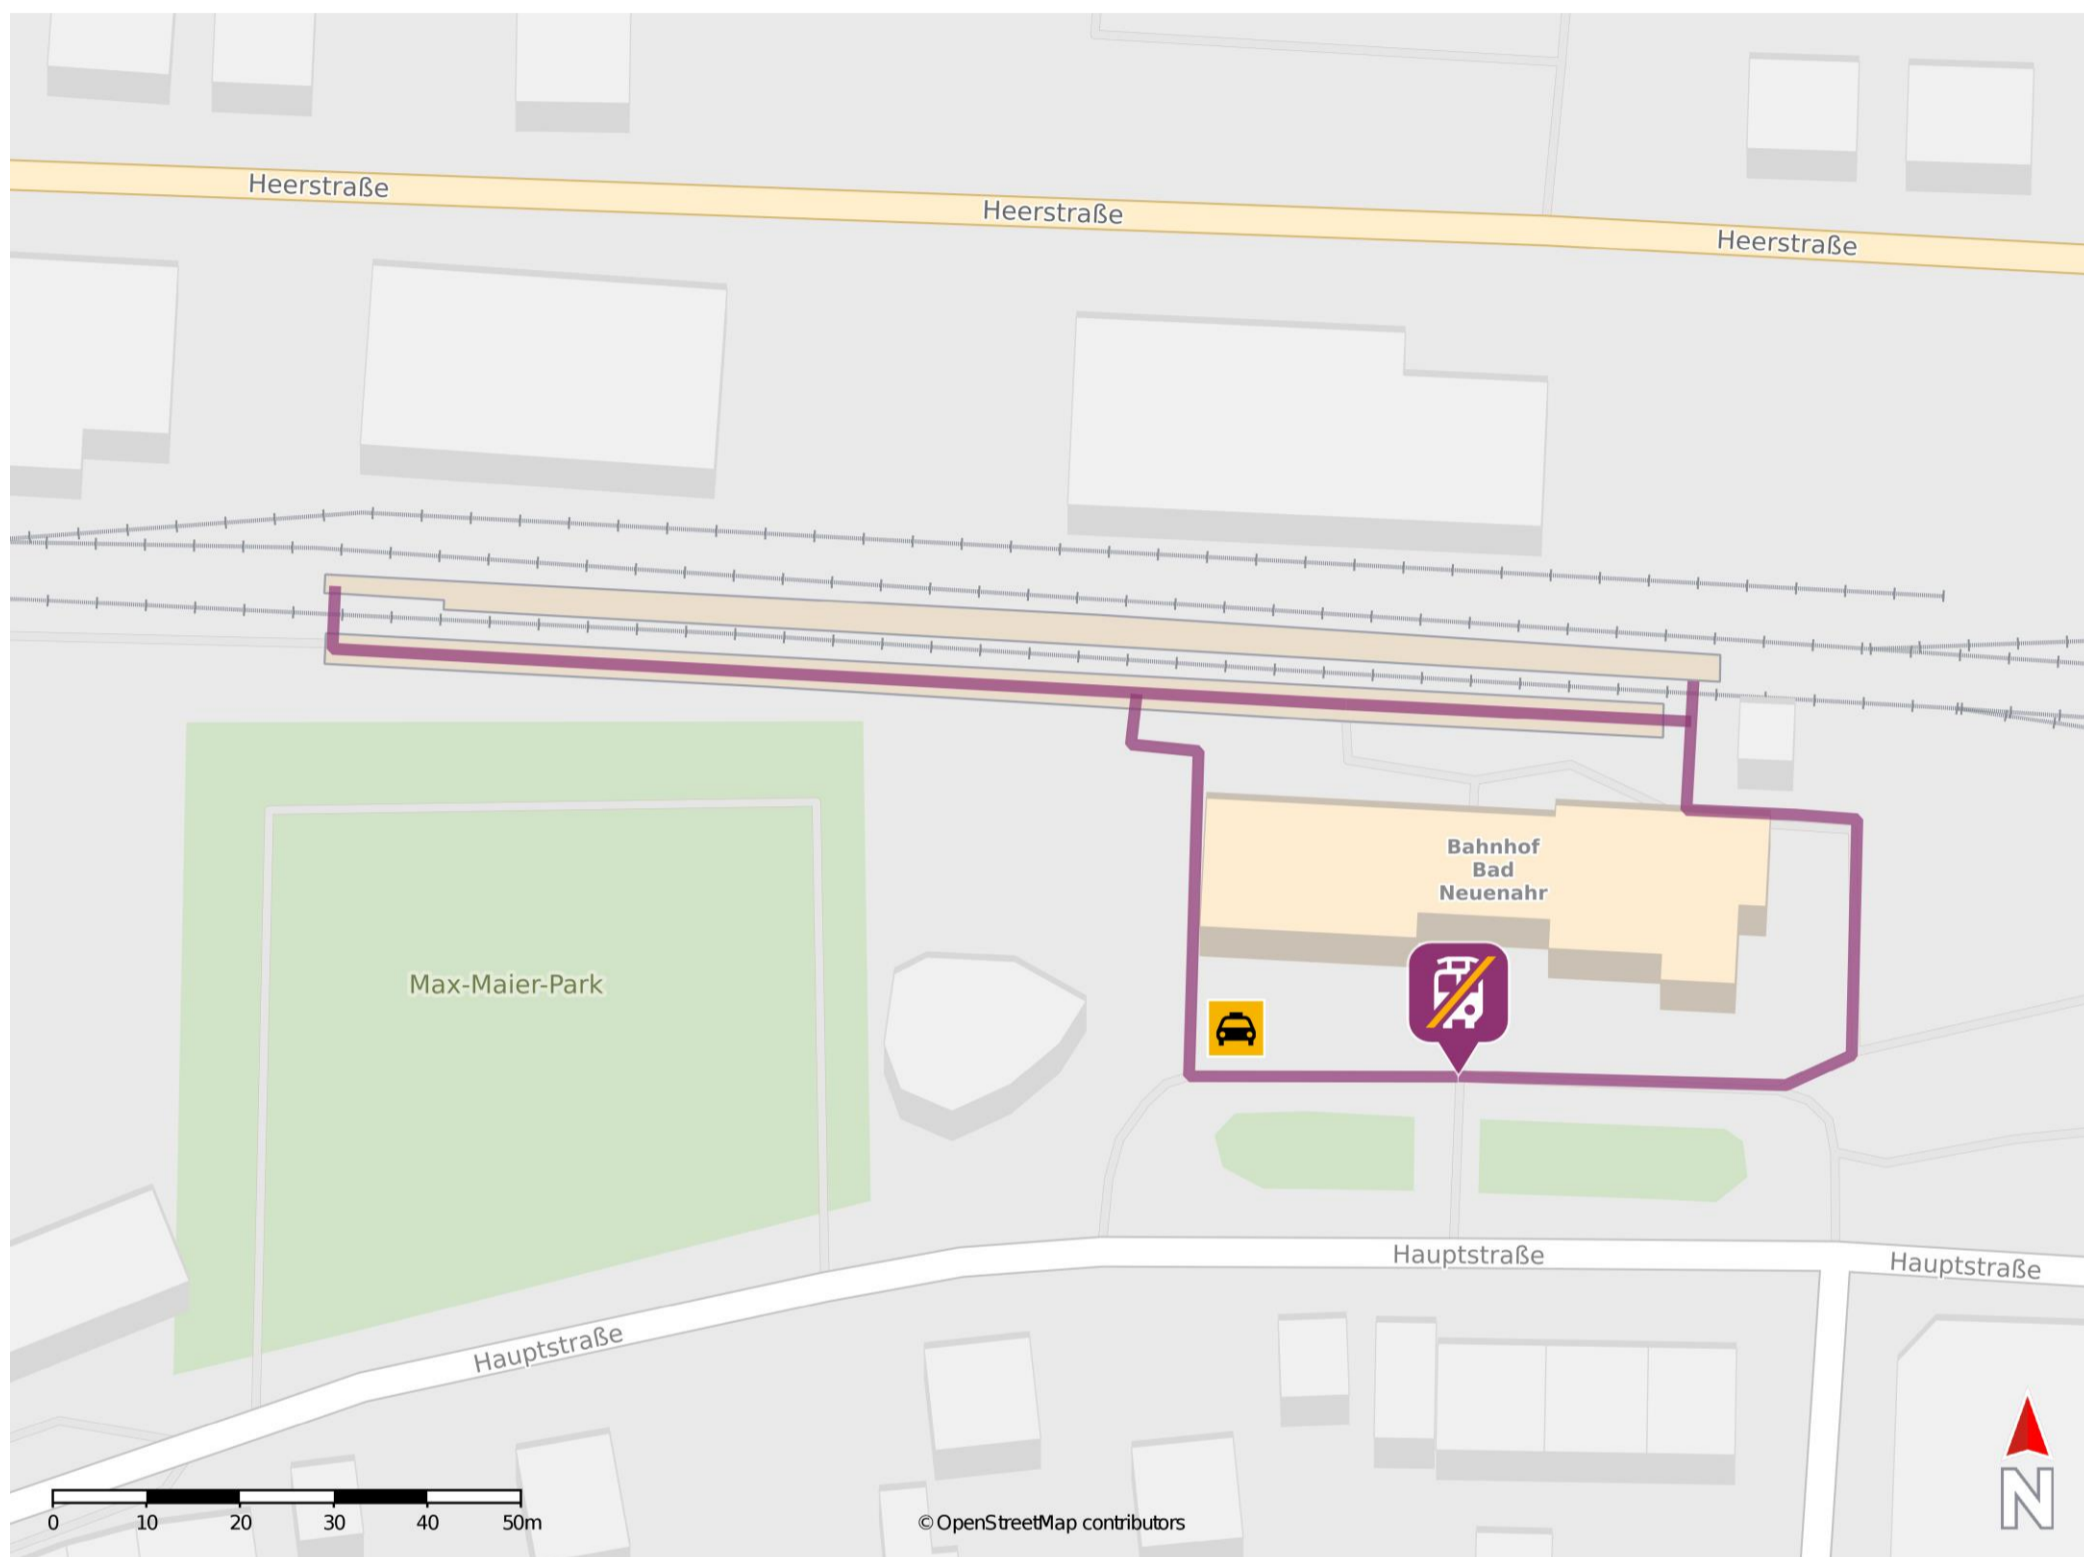 Heerstraße
Heerstraße
Heerstraße
Bahnhof
Bad
Neuenahr
Max-Maier-Park
Hauptstraße
Hauptstraße
Hauptstraße
0 10 20 30 40 50m
© OpenStreetMap contributors
N